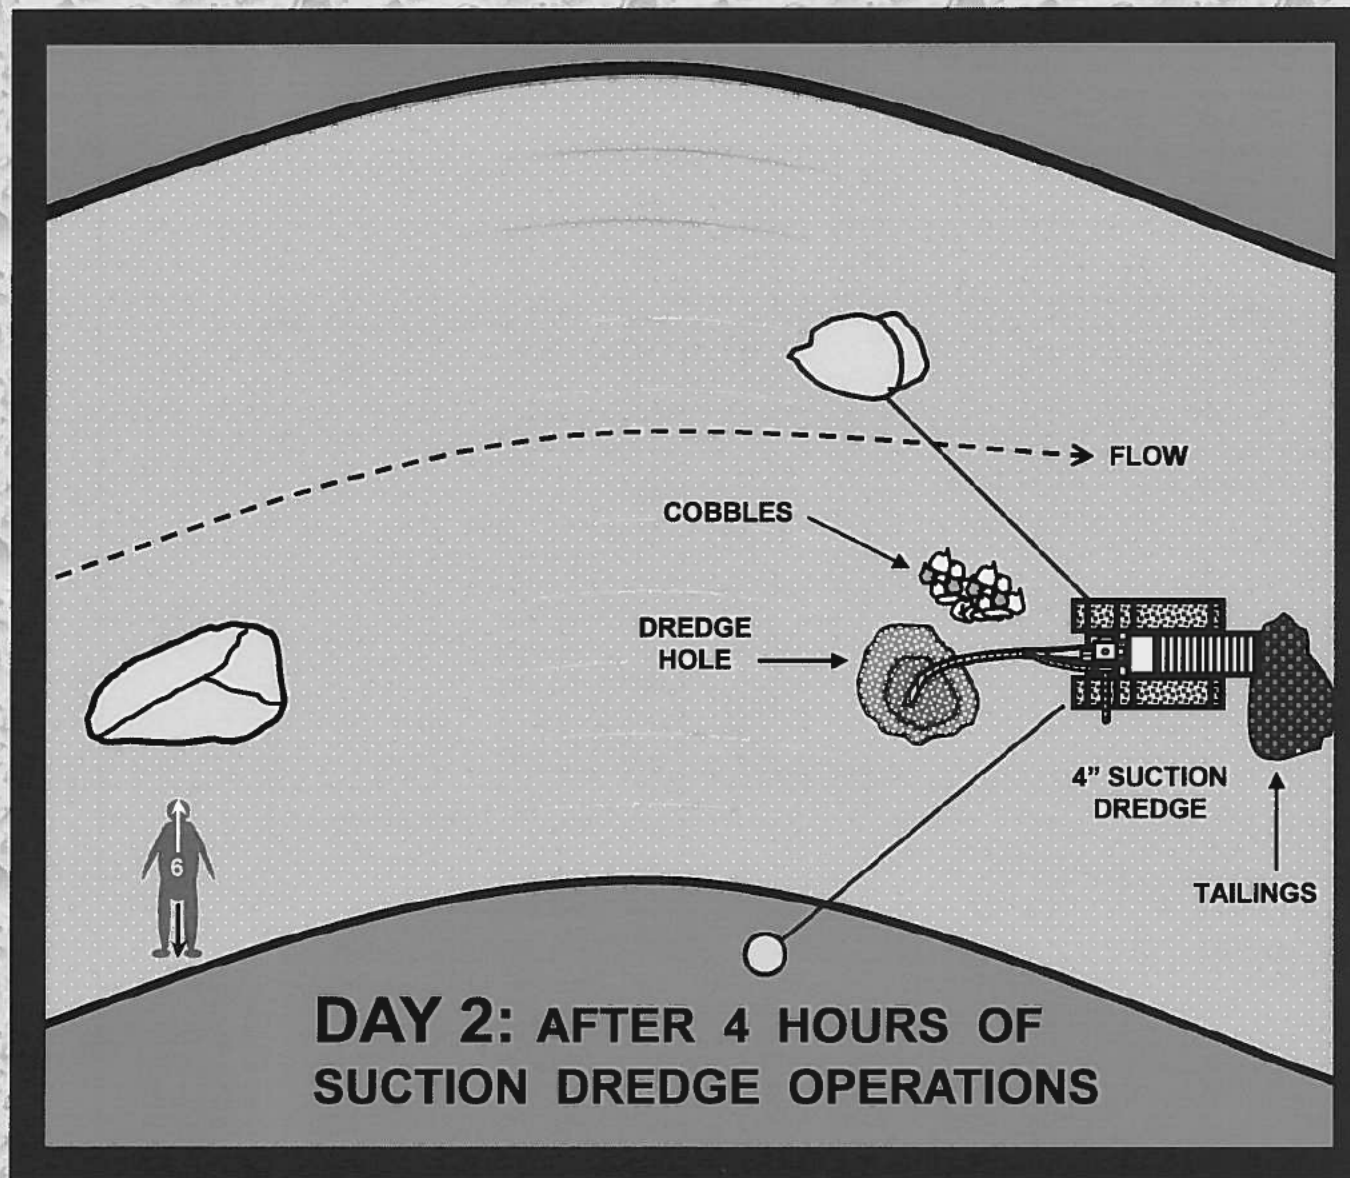 FLOW
COBBLES
DREDGE
HOLE
4” SUCTION
DREDGE
6
TAILINGS
DAY 2: AFTER 4 HOURS OF
SUCTION DREDGE OPERATIONS